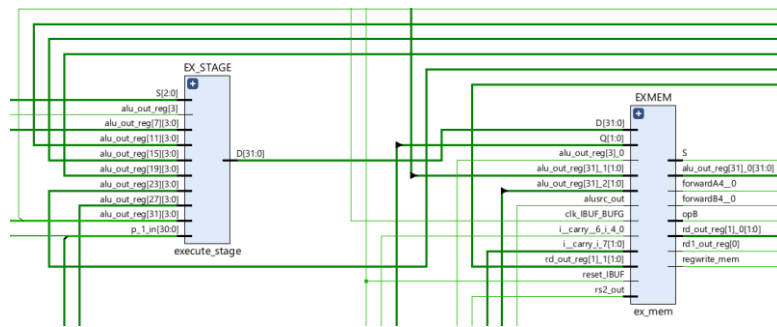 EX_STAGE
S[2:0]
alu_out_reg[3]
alu_out_reg[7][3:0]
alu_out_reg[11][3:0]
alu_out_reg[15][3:0]
alu_out_reg[19][3:0]
alu_out_reg[23][3:0]
alu_out_reg[27][3:0]
alu_out_reg[31][3:0]
p_1_in[30:0]
D[31:0]
execute_stage
EXMEM
D[31:0]
Q[1:0]
alu_out_reg[3]_0
alu_out_reg[31]_1[1:0]
alu_out_reg[31]_2[1:0]
alusrc_out
clk_IBUF_BUFG
i__carry__6_i_4_0
i__carry_i_7[1:0]
rd_out_reg[1]_1[1:0]
reset_IBUF
rs2_out
S
alu_out_reg[31]_0[31:0]
forwardA4__0
forwardB4__0
opB
rd_out_reg[1]_0[1:0]
rd1_out_reg[0]
regwrite_mem
ex_mem